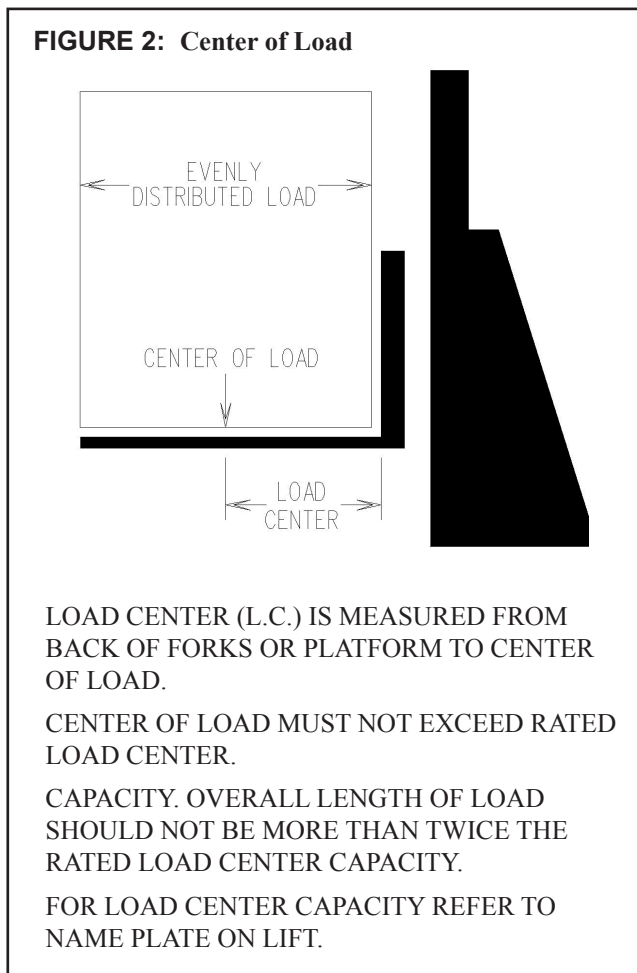 FIGURE 2: Center of Load
EVENLY
DISTRIBUTED LOAD
CENTER OF LOAD
LOAD
CENTER
LOAD CENTER (L.C.) IS MEASURED FROM
BACK OF FORKS OR PLATFORM TO CENTER
OF LOAD.
CENTER OF LOAD MUST NOT EXCEED RATED
LOAD CENTER.
CAPACITY. OVERALL LENGTH OF LOAD
SHOULD NOT BE MORE THAN TWICE THE
RATED LOAD CENTER CAPACITY.
FOR LOAD CENTER CAPACITY REFER TO
NAME PLATE ON LIFT.